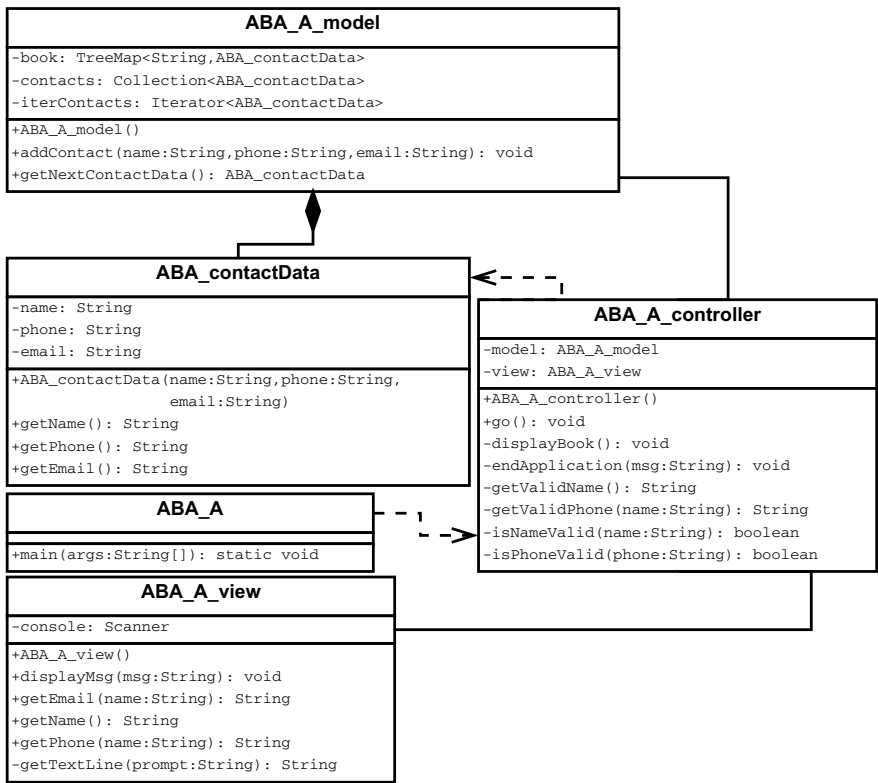 ABA_A_model
-book: TreeMap<String,ABA_contactData>
-contacts: Collection<ABA_contactData>
-iterContacts: Iterator<ABA_contactData>
+ABA_A_model()
+addContact(name:String,phone:String,email:String): void
+getNextContactData(): ABA_contactData
ABA_contactData
-name: String
-phone: String
-email: String
+ABA_contactData(name:String,phone:String,
email:String)
+getName(): String
+getPhone(): String
+getEmail(): String
ABA_A_controller
-model: ABA_A_model
-view: ABA_A_view
+ABA_A_controller()
+go(): void
-displayBook(): void
-endApplication(msg:String): void
-getValidName(): String
-getValidPhone(name:String): String
-isNameValid(name:String): boolean
-isPhoneValid(phone:String): boolean
ABA_A
+main(args:String[]): static void
ABA_A_view
-console: Scanner
+ABA_A_view()
+displayMsg(msg:String): void
+getEmail(name:String): String
+getName(): String
+getPhone(name:String): String
-getTextLine(prompt:String): String